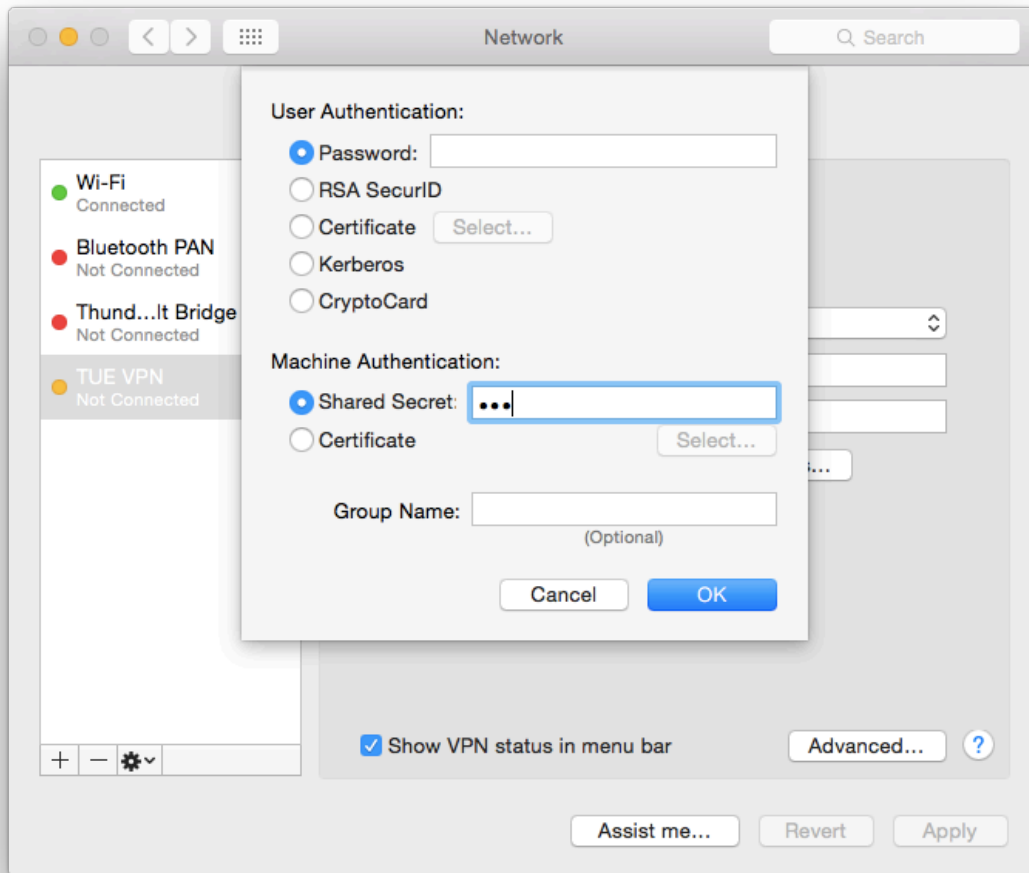 Network
Search
User Authentication:
Password:
RSA SecurID
Certificate Select...
Kerberos
CryptoCard
Machine Authentication:
Shared Secret: •••
Certificate Select...
Group Name:
(Optional)
Cancel OK
Wi-Fi
Connected
Bluetooth PAN
Not Connected
Thund...lt Bridge
Not Connected
TUE VPN
Not Connected
Show VPN status in menu bar Advanced... ?
Assist me... Revert Apply